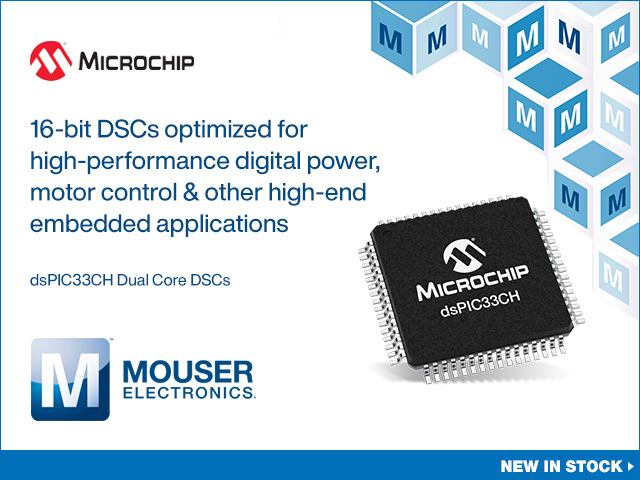 MICROCHIP
16-bit DSCs optimized for
high-performance digital power,
motor control & other high-end
embedded applications
dsPIC33CH Dual Core DSCs
MICROCHIP
dsPIC33CH
M
MOUSER
ELECTRONICS.
M
M
M
M
M
M
M
M
M
M
M
M
NEW IN STOCK